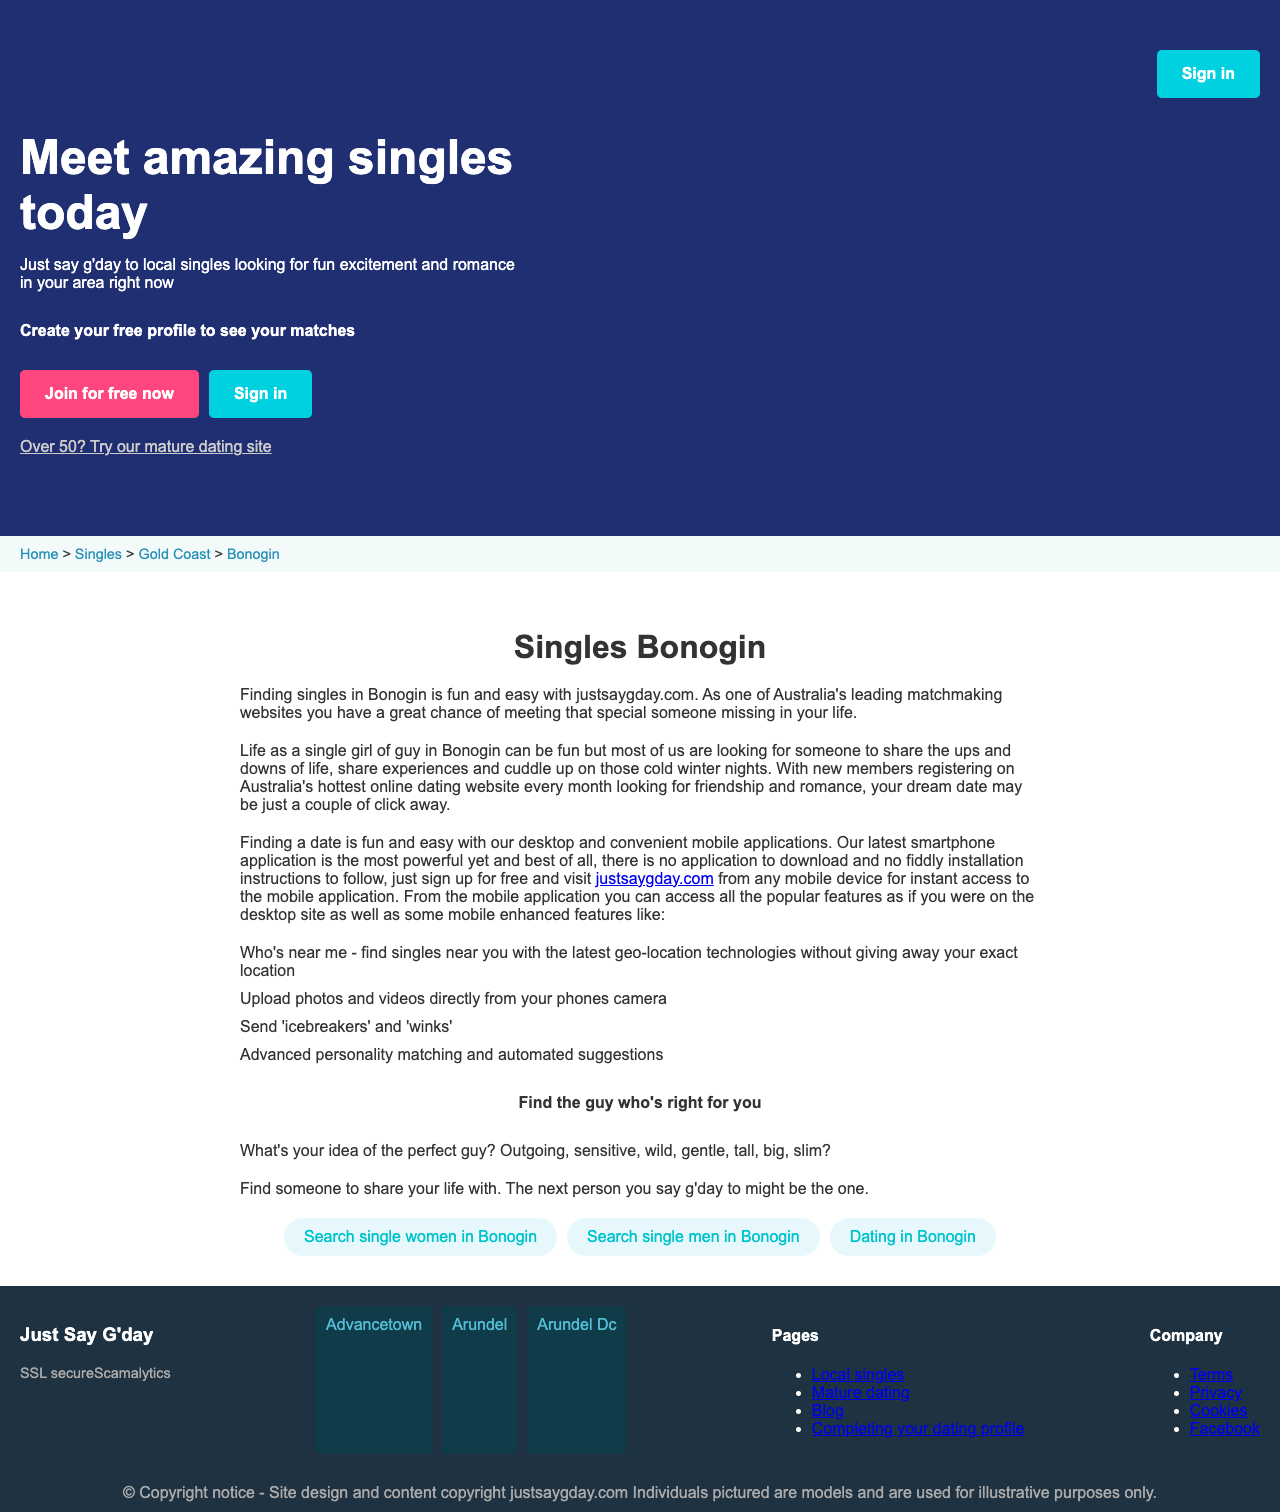 Sign in
Meet amazing singles
today
Just say g'day to local singles looking for fun excitement and romance
in your area right now
Create your free profile to see your matches
Join for free now
Sign in
Over 50? Try our mature dating site
Home > Singles > Gold Coast > Bonogin
Singles Bonogin
Finding singles in Bonogin is fun and easy with justsaygday.com. As one of Australia's leading matchmaking
websites you have a great chance of meeting that special someone missing in your life.
Life as a single girl of guy in Bonogin can be fun but most of us are looking for someone to share the ups and
downs of life, share experiences and cuddle up on those cold winter nights. With new members registering on
Australia's hottest online dating website every month looking for friendship and romance, your dream date may
be just a couple of click away.
Finding a date is fun and easy with our desktop and convenient mobile applications. Our latest smartphone
application is the most powerful yet and best of all, there is no application to download and no fiddly installation
instructions to follow, just sign up for free and visit justsaygday.com from any mobile device for instant access to
the mobile application. From the mobile application you can access all the popular features as if you were on the
desktop site as well as some mobile enhanced features like:
Who's near me - find singles near you with the latest geo-location technologies without giving away your exact
location
Upload photos and videos directly from your phones camera
Send 'icebreakers' and 'winks'
Advanced personality matching and automated suggestions
Find the guy who's right for you
What's your idea of the perfect guy? Outgoing, sensitive, wild, gentle, tall, big, slim?
Find someone to share your life with. The next person you say g'day to might be the one.
Search single women in Bonogin
Search single men in Bonogin
Dating in Bonogin
Just Say G'day
SSL secureScamalytics
Advancetown
Arundel
Arundel Dc
Pages
Local singles
Mature dating
Blog
Completing your dating profile
Company
Terms
Privacy
Cookies
Facebook
© Copyright notice - Site design and content copyright justsaygday.com Individuals pictured are models and are used for illustrative purposes only.